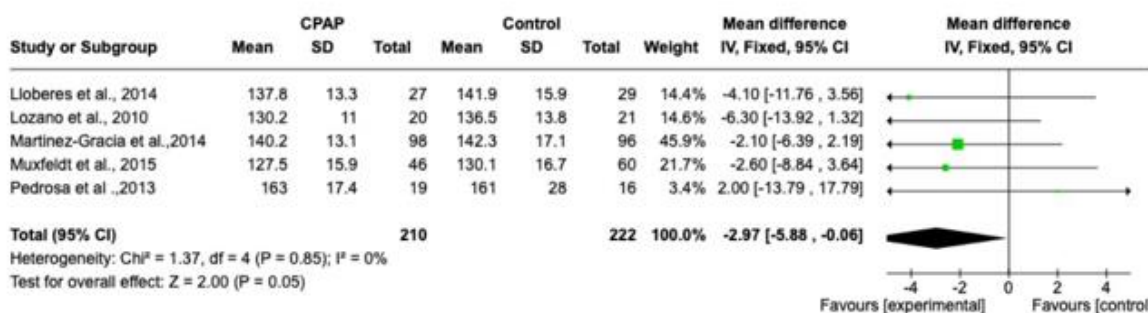 CPAP Control Mean difference Mean difference
Study or Subgroup Mean SD Total Mean SD Total Weight IV, Fixed, 95% CI IV, Fixed, 95% CI
Lloberes et al., 2014 137.8 13.3 27 141.9 15.9 29 14.4% -4.10 [-11.76 , 3.56]
Lozano et al., 2010 130.2 11 20 136.5 13.8 21 14.6% -6.30 [-13.92 , 1.32]
Martinez-Gracia et al.,2014 140.2 13.1 98 142.3 17.1 96 45.9% -2.10 [-6.39 , 2.19]
Muxfeldt et al., 2015 127.5 15.9 46 130.1 16.7 60 21.7% -2.60 [-8.84 , 3.64]
Pedrosa et al .,2013 163 17.4 19 161 28 16 3.4% 2.00 [-13.79 , 17.79]
Total (95% CI) 210 222 100.0% -2.97 [-5.88 , -0.06]
Heterogeneity: Chi² = 1.37, df = 4 (P = 0.85); I² = 0%
Test for overall effect: Z = 2.00 (P = 0.05)
-4 -2 0 2 4
Favours [experimental] Favours [control